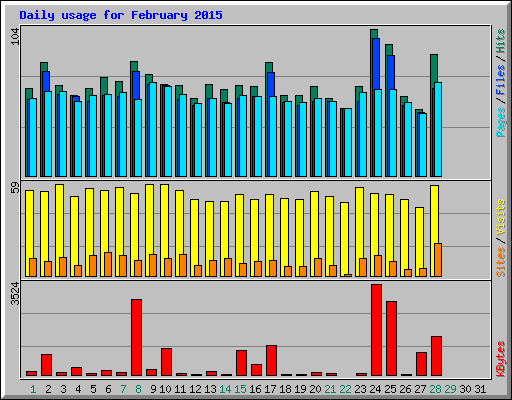 Daily usage for February 2015
104
Pages / Files / Hits
59
Sites / Visits
3524
KBytes
1 2 3 4 5 6 7 8 9 10 11 12 13 14 15 16 17 18 19 20 21 22 23 24 25 26 27 28 29 30 31